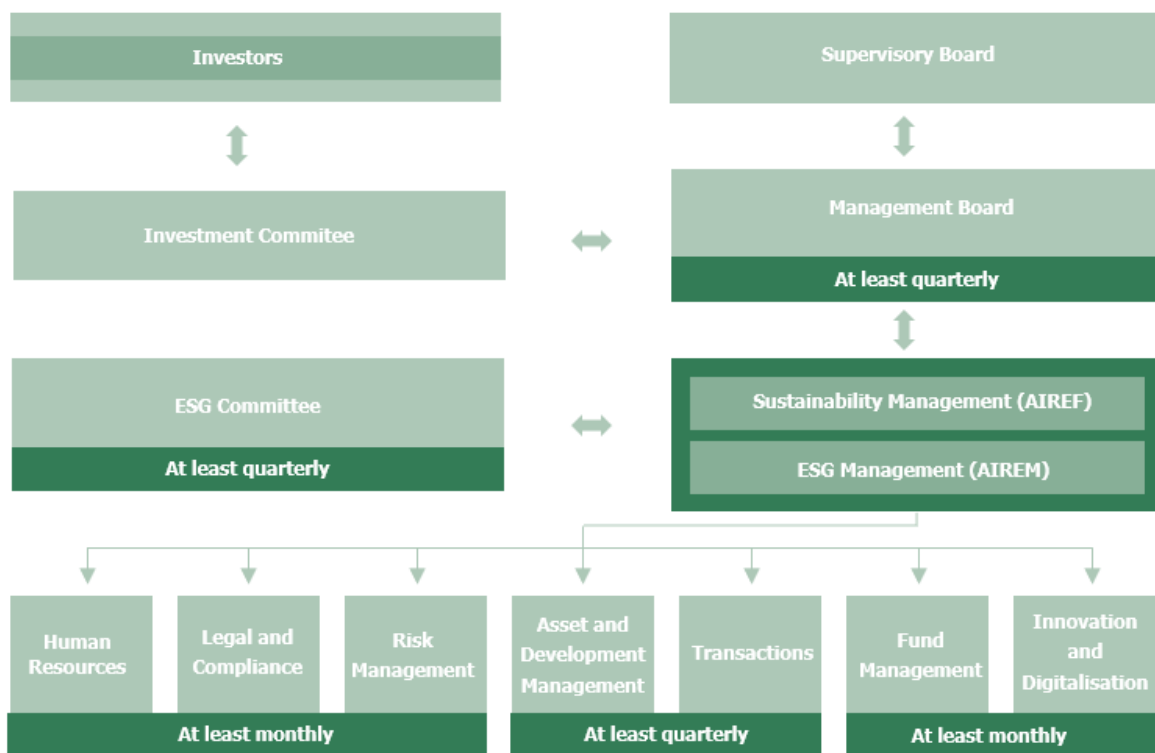 Investors
Supervisory Board
Investment Commitee
Management Board
At least quarterly
ESG Committee
At least quarterly
Sustainability Management (AIREF)
ESG Management (AIREM)
Human
Resources
Legal and
Compliance
Risk
Management
Asset and
Development
Management
Transactions
Fund
Management
Innovation
and
Digitalisation
At least monthly
At least quarterly
At least monthly